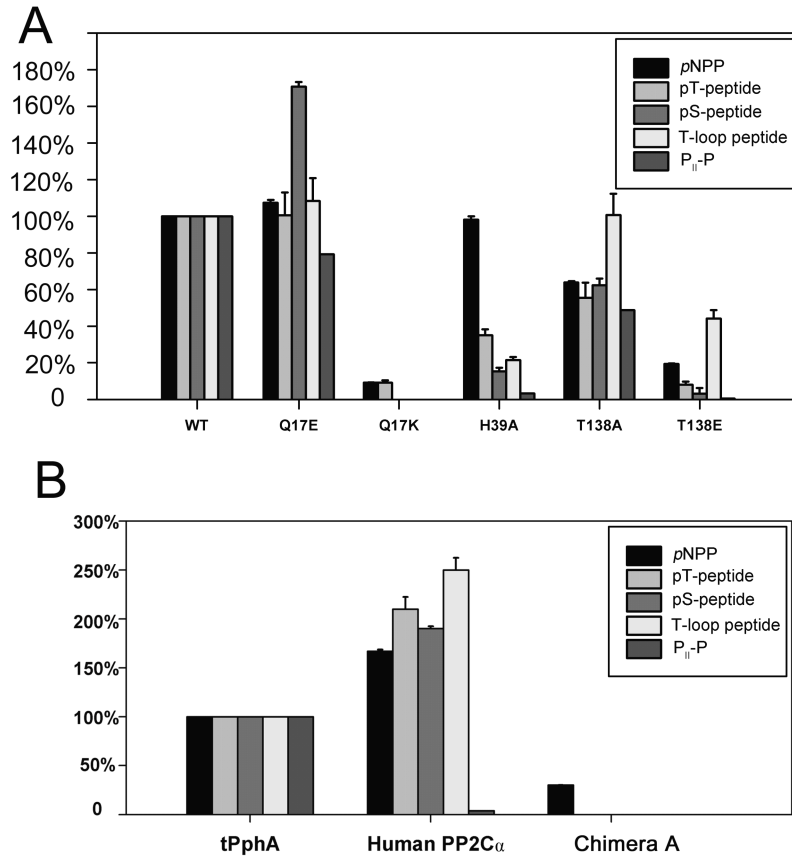 A
180%
160%
140%
120%
100%
80%
60%
40%
20%
0
WT Q17E Q17K H39A T138A T138E
pNPP
pT-peptide
pS-peptide
T-loop peptide
PII-P
B
300%
250%
200%
150%
100%
50%
0
tPphA Human PP2Cα Chimera A
pNPP
pT-peptide
pS-peptide
T-loop peptide
PII-P